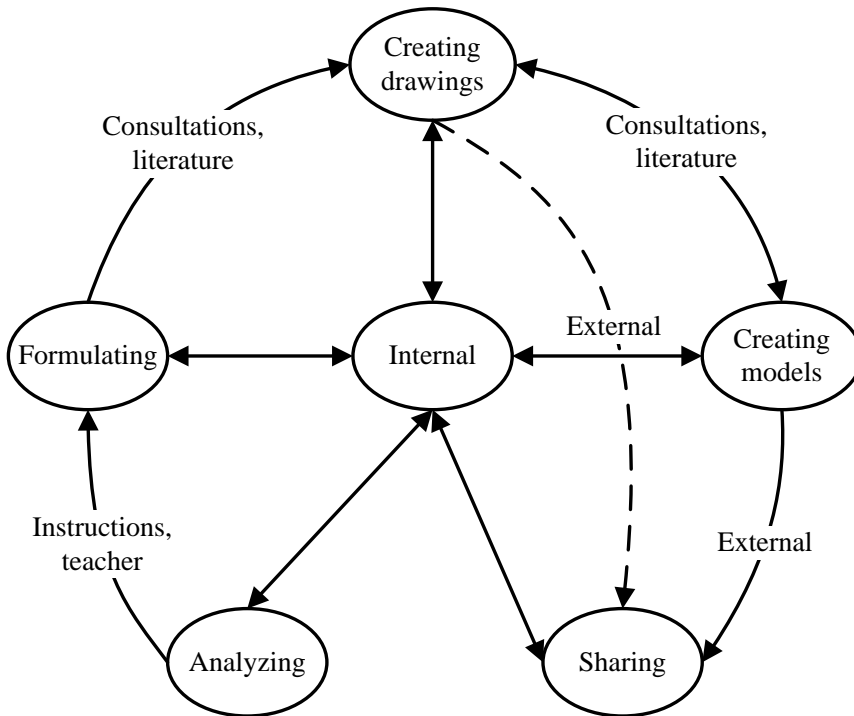 Creating
drawings
Consultations,
literature
Consultations,
literature
External
Formulating
Internal
Creating
models
Instructions,
teacher
External
Analyzing
Sharing